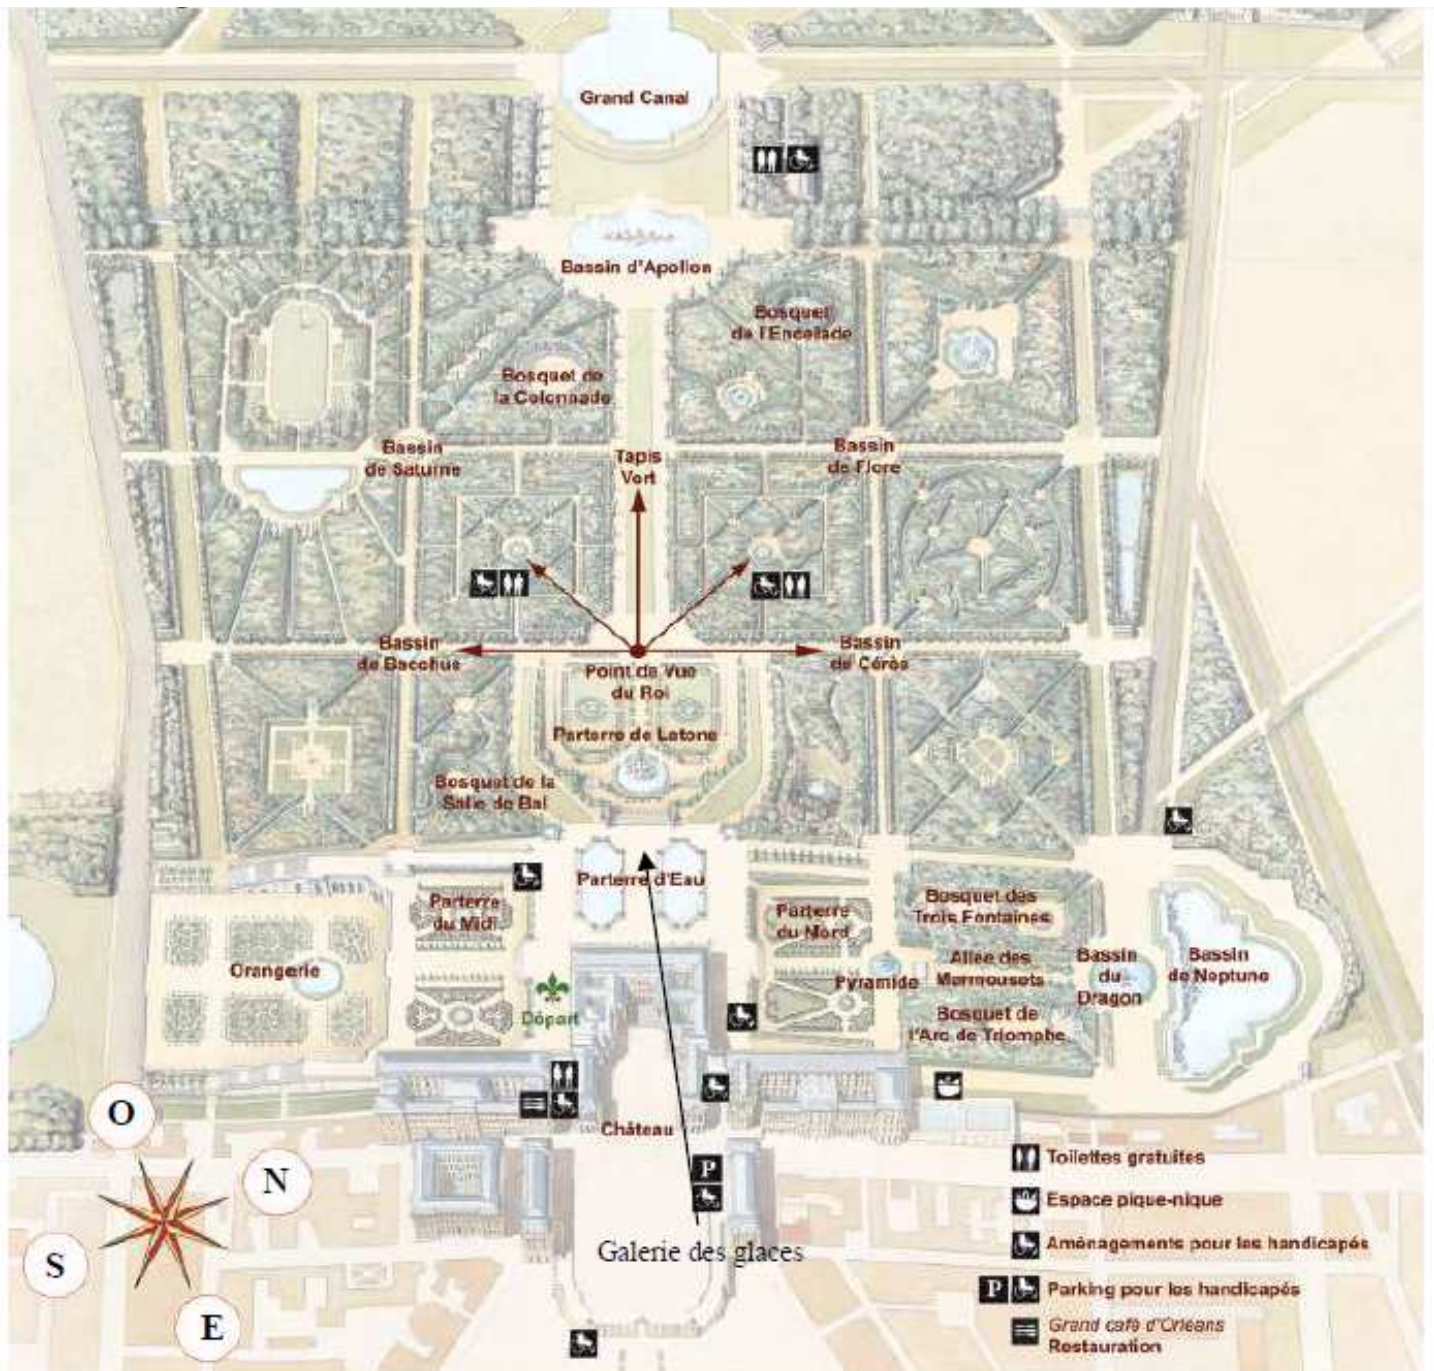 Grand Canal
Bassin d'Apollon
Bosquet
de l'Encelade
Bosquet de
la Colonnade
Bassin
de Saturne
Tapis
Vert
Bassin
de Flore
Bassin
de Bacchus
Bassin
de Cérès
Point de Vue
du Roi
Parterre de Latone
Bosquet de la
Salle de Bal
Parterre d'Eau
Parterre
du Midi
Parterre
du Nord
Bosquet des
Trois Fontaines
Orangerie
Allée des
Marmousets
Pyramide
Bassin
du
Dragon
Bassin
de Neptune
Départ
Bosquet de
l'Arc de Triomphe
Château
O
N
S
E
P
Galerie des glaces
Toilettes gratuites
Espace pique-nique
Aménagements pour les handicapés
P Parking pour les handicapés
Grand café d'Orléans
Restauration